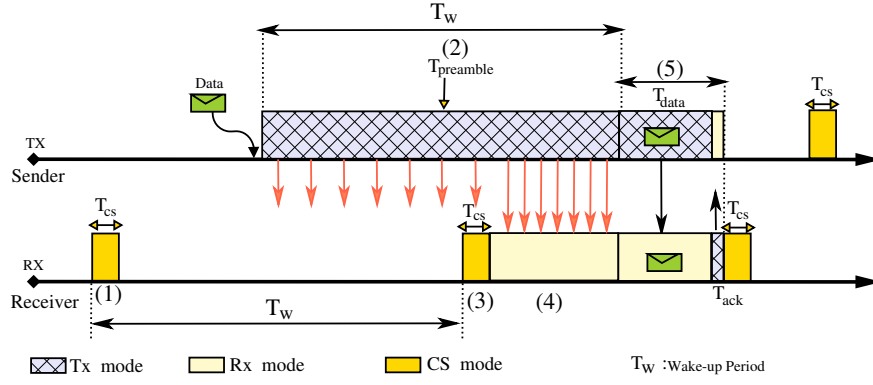 T_W
(2)
T_preamble
(5)
T_data
T_cs
Data
TX
Sender
T_cs
T_cs
T_cs
RX
Receiver
(1)
(3)
(4)
T_ack
T_W
Tx mode
Rx mode
CS mode
T_W :Wake-up Period